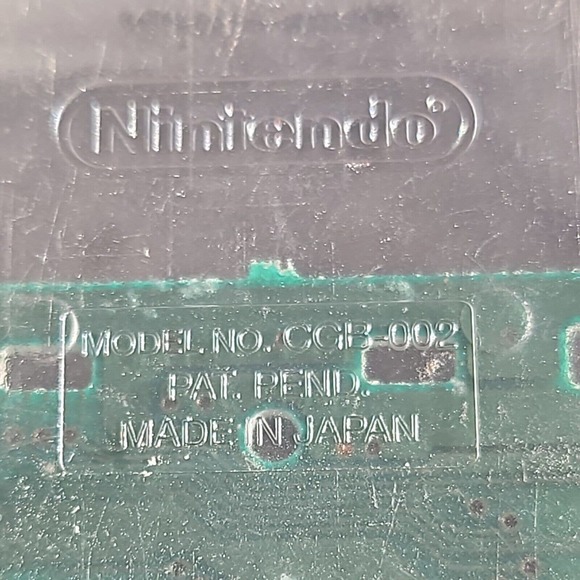 Nintendo®
MODEL NO. CGB-002
PAT. PEND.
MADE IN JAPAN